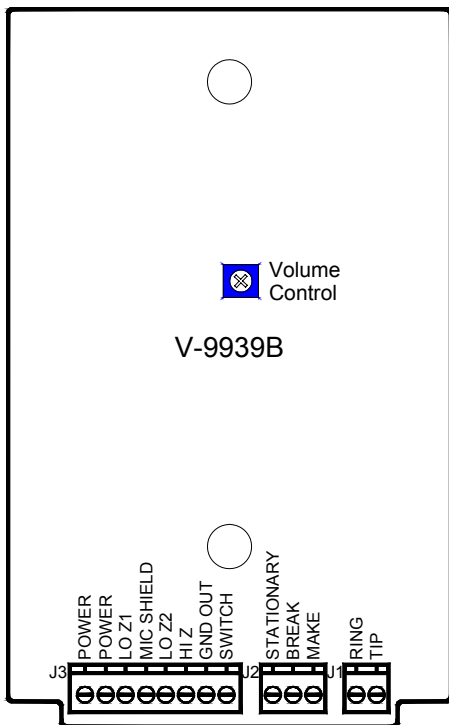 Volume
Control
V-9939B
POWER
POWER
LO Z1
MIC SHIELD
LO Z2
HI Z
GND OUT
SWITCH
STATIONARY
BREAK
MAKE
RING
TIP
J3
J2
J1